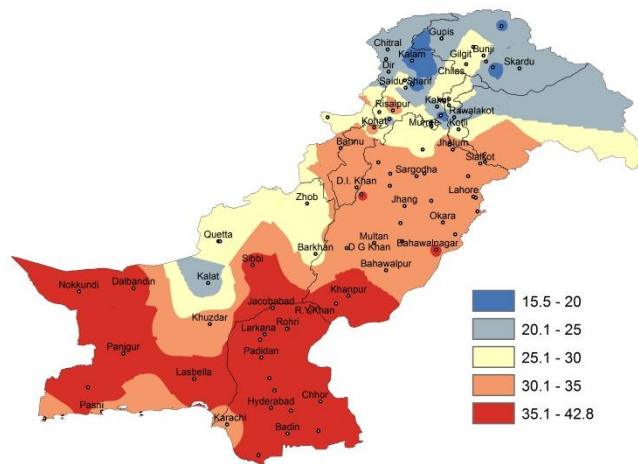 Gupis
Chitral
Kalam
Gilgit
Bunji
Dir
Chilas
Skardu
Saidu Sharif
Kakul
Risalpur
Rawalakot
Kohat
Murree
Kotli
Bannu
Jhalum
Sialkot
D.I. Khan
Sargodha
Zhob
Jhang
Lahore
Okara
Quetta
Multan
Barkhan
D G Khan
Bahawalnagar
Sibbi
Bahawalpur
Kalat
Nokkundi
Dalbandin
Khanpur
Jacobabad
R.Y.Khan
Khuzdar
Larkana
Rohri
Panjgur
Padidan
Lasbella
Pasni
Hyderabad
Chhor
Karachi
Badin
15.5 - 20
20.1 - 25
25.1 - 30
30.1 - 35
35.1 - 42.8